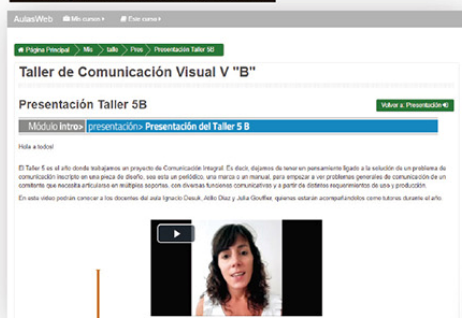 AulasWeb Mis cursos Este curso
Página Principal Mis talls Pres Presentación Taller 5B
Taller de Comunicación Visual V "B"
Presentación Taller 5B
Volver a: Presentación
Módulo intro> presentación> Presentación del Taller 5 B
Hola a todos!
El Taller 5 es el año donde trabajamos un proyecto de Comunicación Integral. Es decir, dejamos de tener un pensamiento ligado a la solución de un problema de
comunicación inscripto en una pieza de diseño, sea esta un periódico, una marca o un manual, para empezar a ver problemas generales de comunicación de un
comitente que necesita articularse en múltiples soportes, con diversas funciones comunicativas y a partir de distintos requerimientos de uso y producción.
En este video podrán conocer a los docentes del aula Ignacio Desuk, Atilio Díaz y Julia Gouffier, quienes estarán acompañándolos como tutores durante el año.